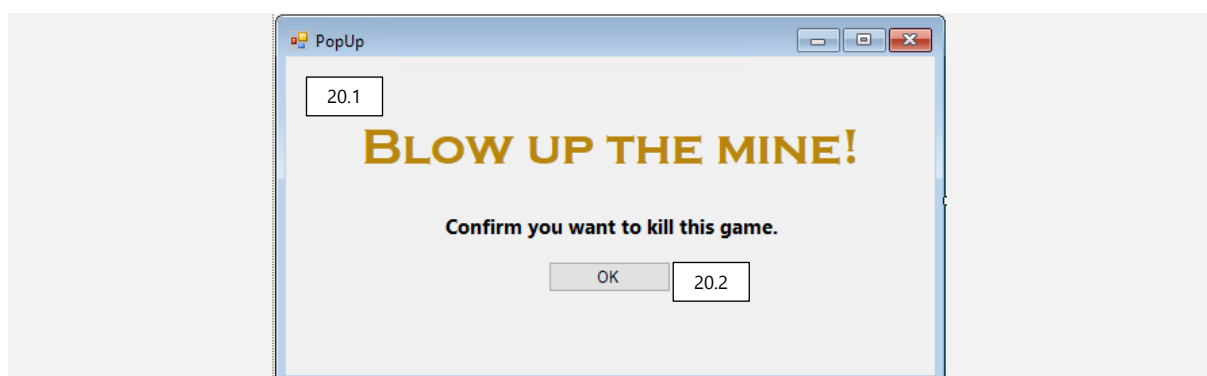 PopUp
20.1
BLOW UP THE MINE!
Confirm you want to kill this game.
OK
20.2